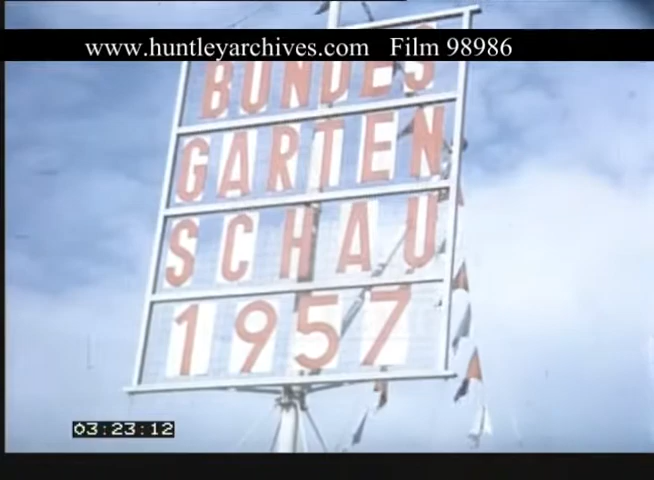 www.huntleyarchives.com Film 98986
BUNDES
GARTEN
SCHAU
1957
03:23:12